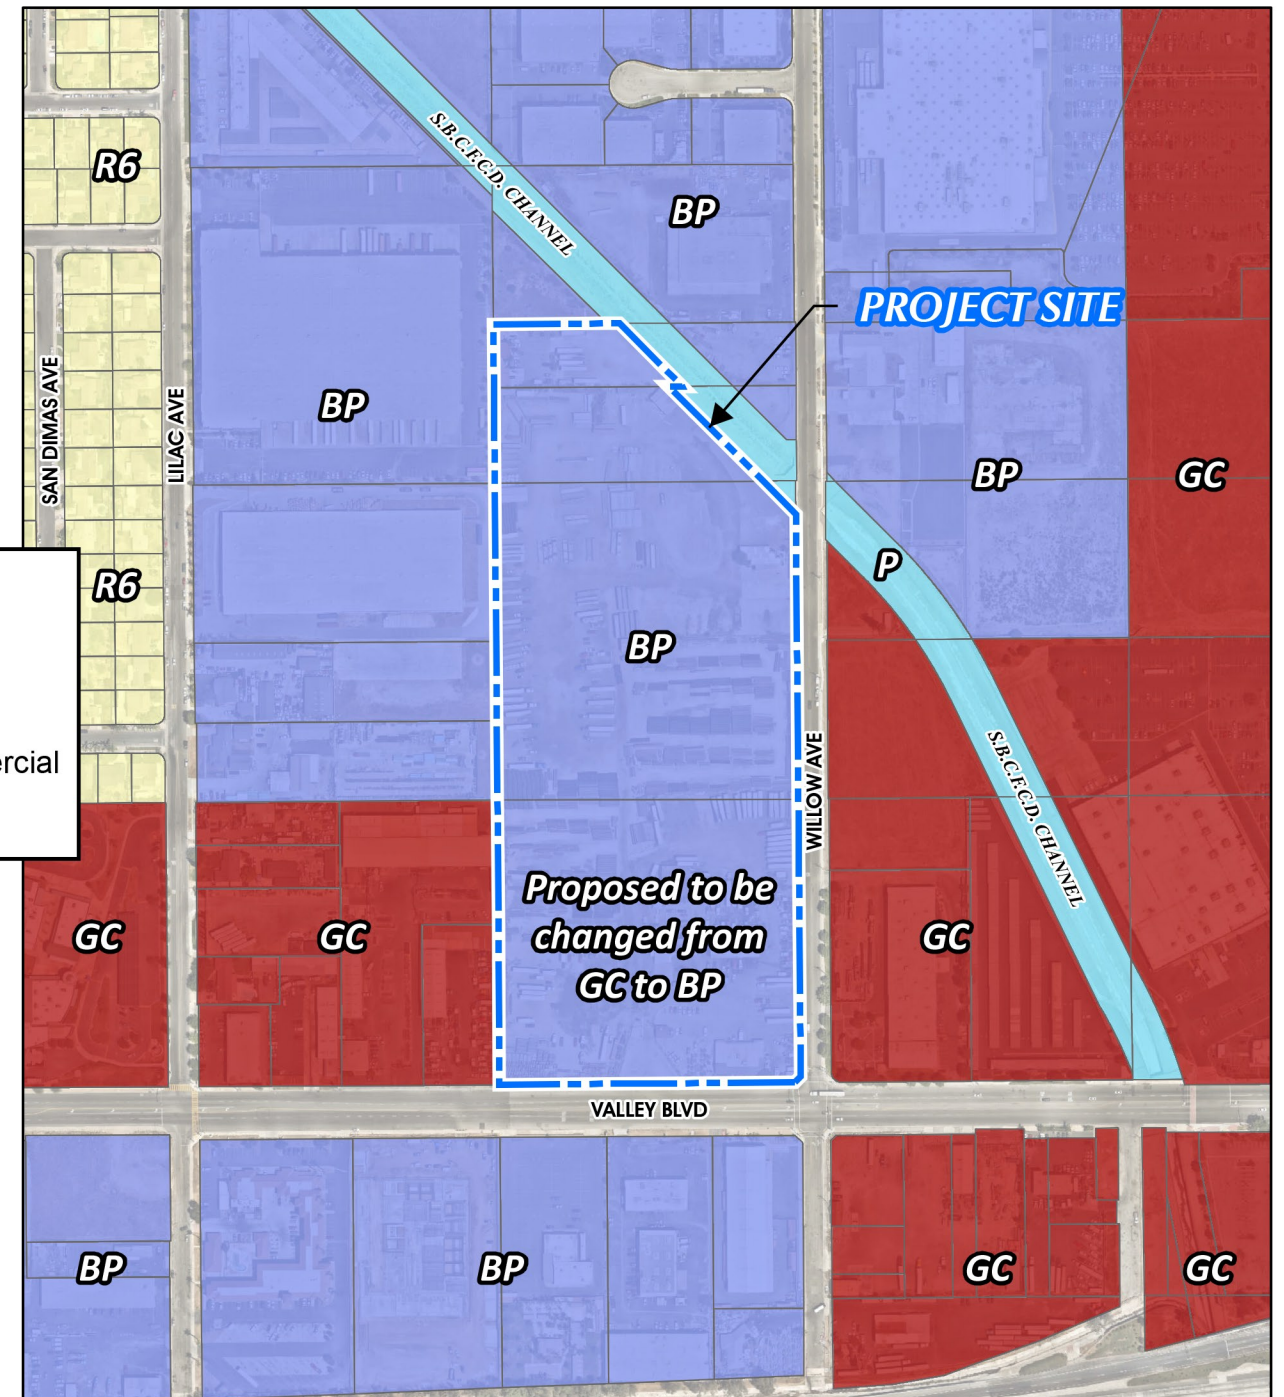 S.B.C.F.C.D. CHANNEL
R6
BP
PROJECT SITE
SAN DIMAS AVE
LILAC AVE
BP
BP
GC
P
R6
BP
WILLOW AVE
S.B.C.F.C.D. CHANNEL
rcial
Proposed to be
changed from
GC to BP
GC
GC
GC
VALLEY BLVD
BP
BP
GC
GC